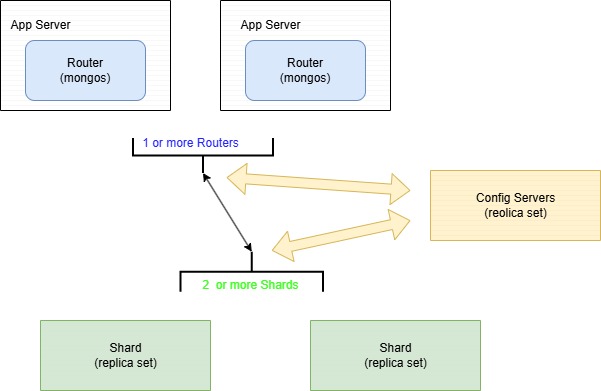 App Server
App Server
Router
(mongos)
Router
(mongos)
1 or more Routers
Config Servers
(reolica set)
2 or more Shards
Shard
(replica set)
Shard
(replica set)